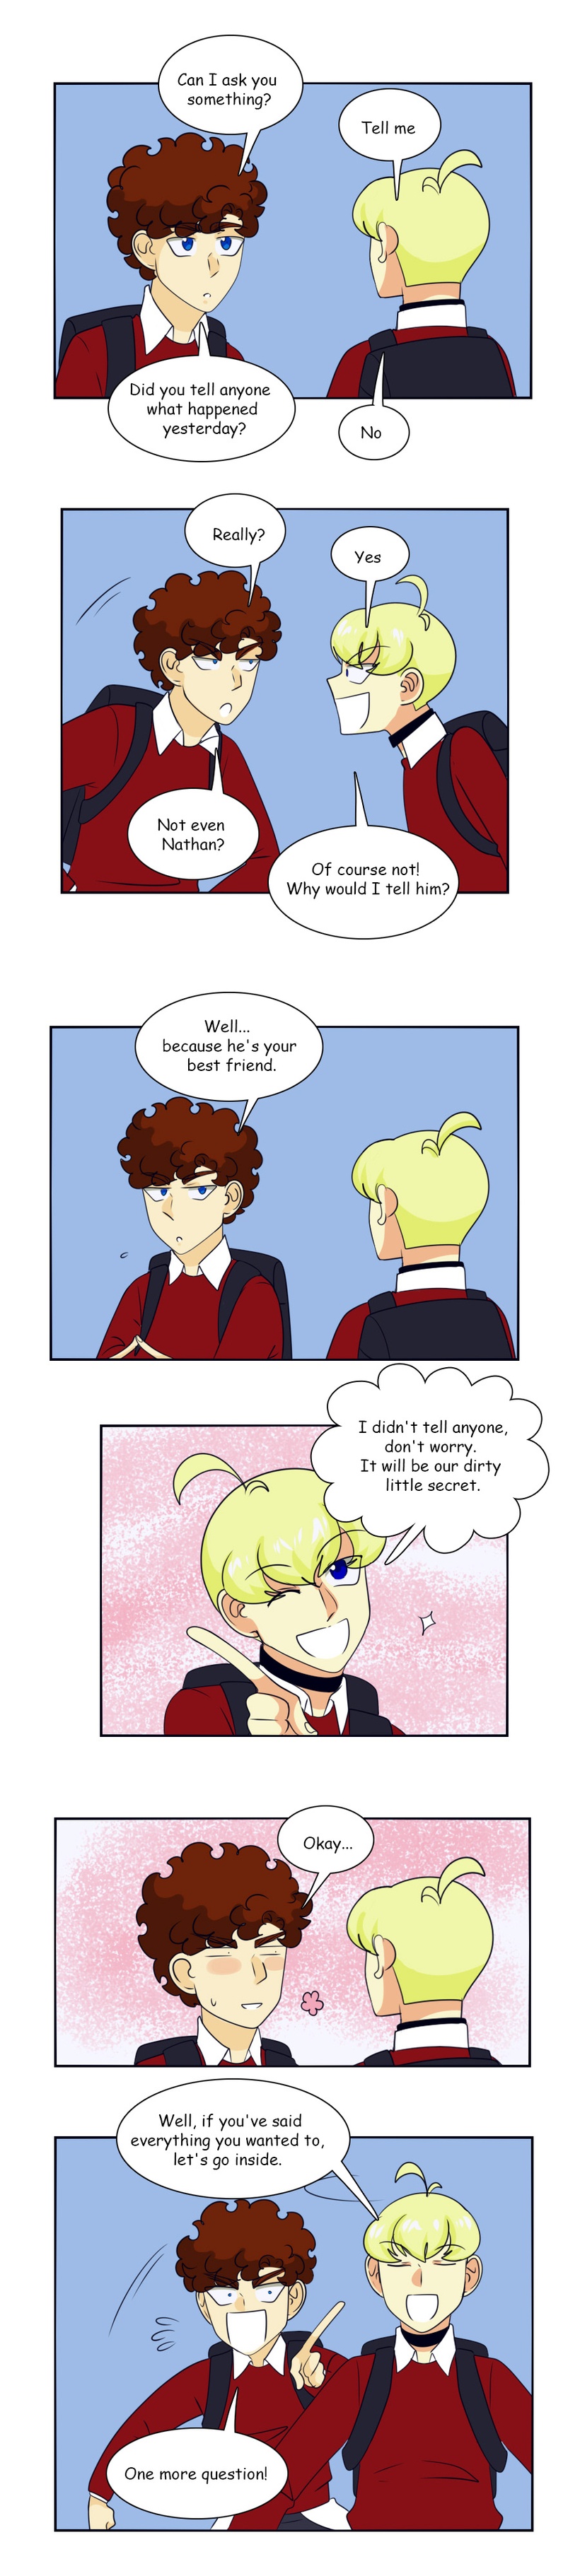 Can I ask you
something?
Tell me
Did you tell anyone
what happened
yesterday?
No
Really?
Yes
Not even
Nathan?
Of course not!
Why would I tell him?
Well...
because he's your
best friend.
I didn't tell anyone,
don't worry.
It will be our dirty
little secret.
Okay...
Well, if you've said
everything you wanted to,
let's go inside.
One more question!